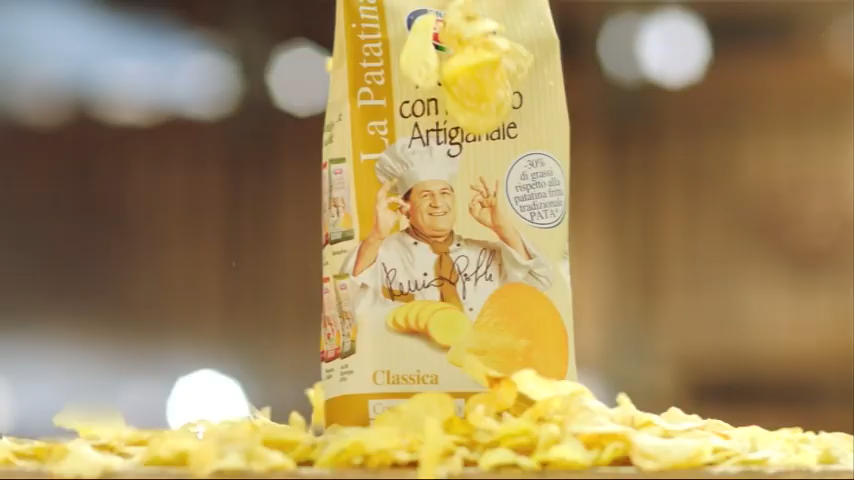 La Patatina
con
Artigianale
-30%
di grassi
rispetto alla
patatina fritta
tradizionale
PATA*
Classica